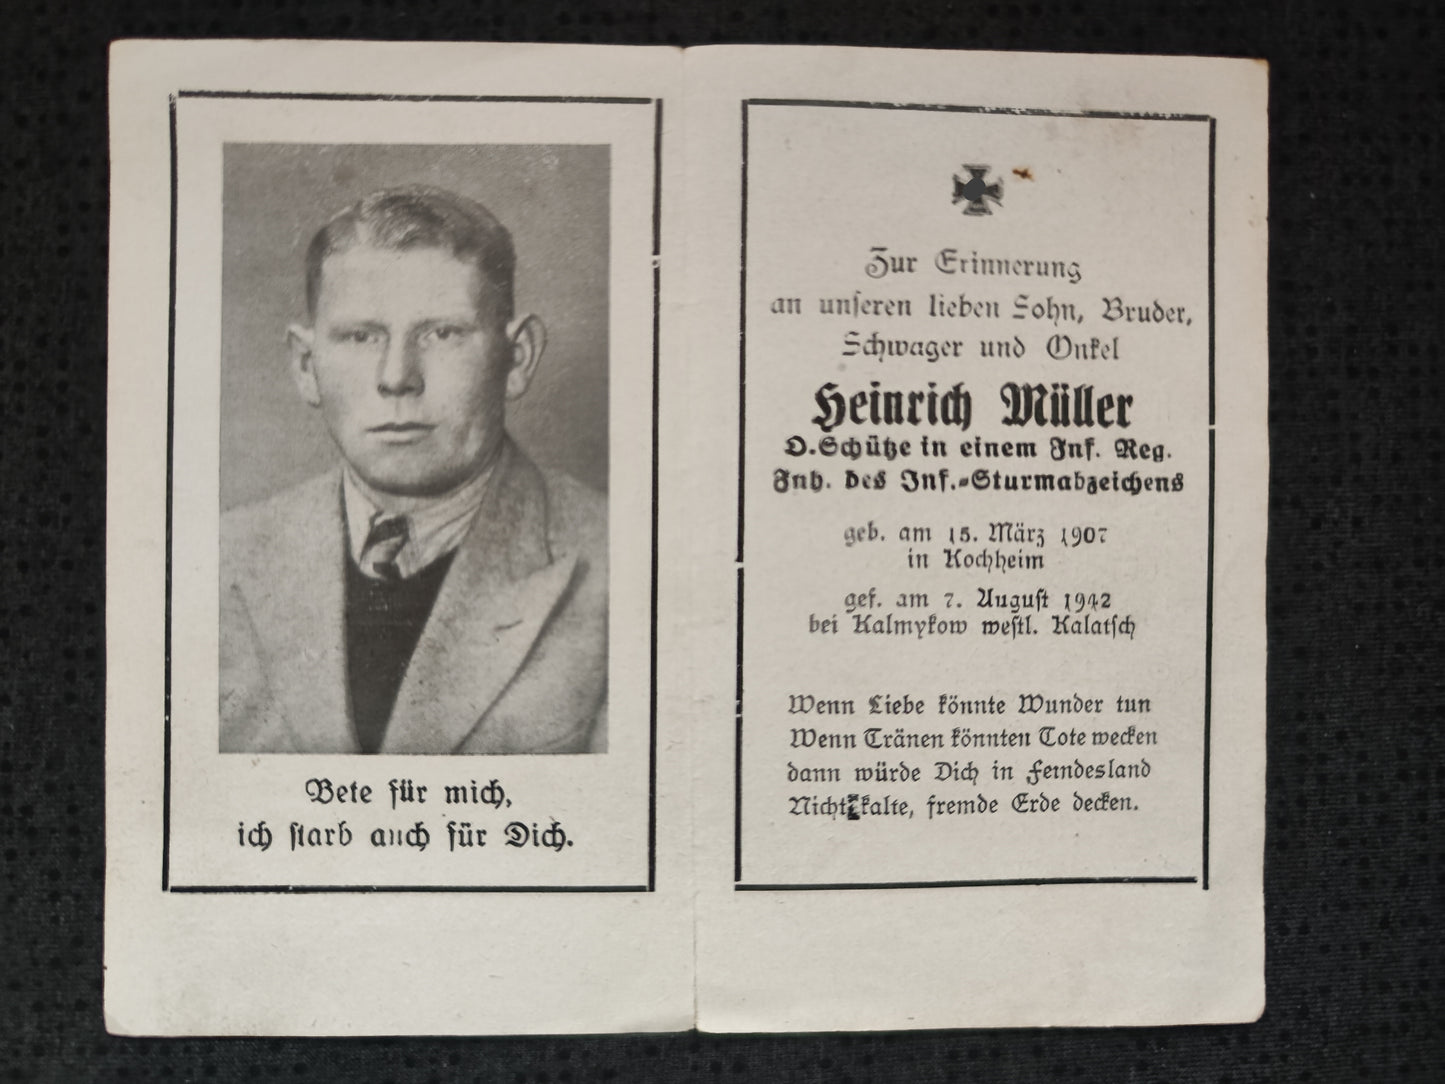 Bete für mich,
ich starb auch für Dich.
Zur Erinnerung
an unseren lieben Sohn, Bruder,
Schwager und Onkel
Heinrich Müller
O.Schütze in einem Inf. Reg.
Inh. des Inf.-Sturmabzeichens
geb. am 15. März 1907
in Kochheim
gef. am 7. August 1942
bei Kalmykow westl. Kalatsch
Wenn Liebe könnte Wunder tun
Wenn Tränen könnten Tote wecken
dann würde Dich in Feindesland
Nicht kalte, fremde Erde decken.